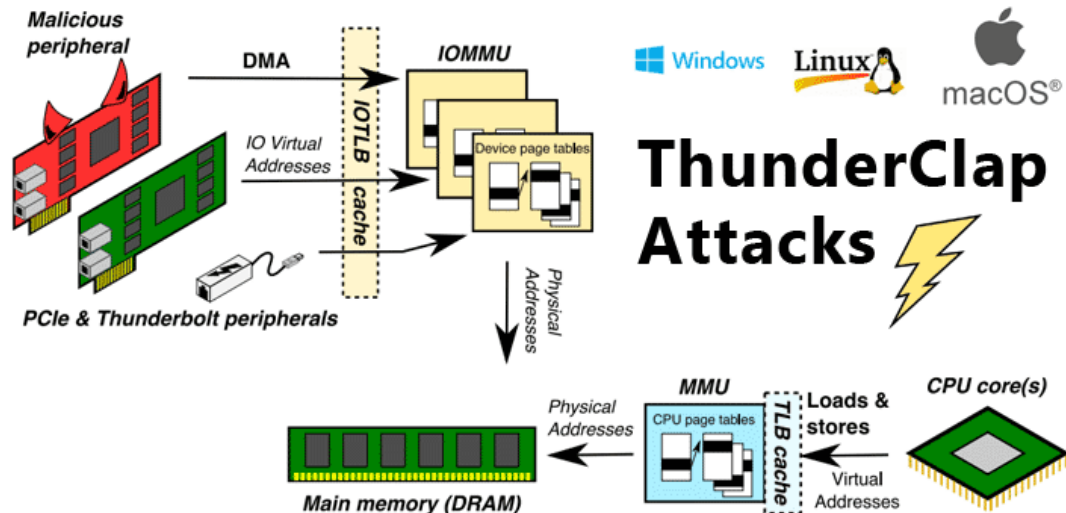 Malicious
peripheral
DMA
IO Virtual
Addresses
IOTLB cache
IOMMU
Device page tables
PCIe & Thunderbolt peripherals
Physical
Addresses
Windows
Linux
macOS®
ThunderClap
Attacks
Main memory (DRAM)
Physical
Addresses
MMU
CPU page tables
TLB cache
Loads &
stores
Virtual
Addresses
CPU core(s)